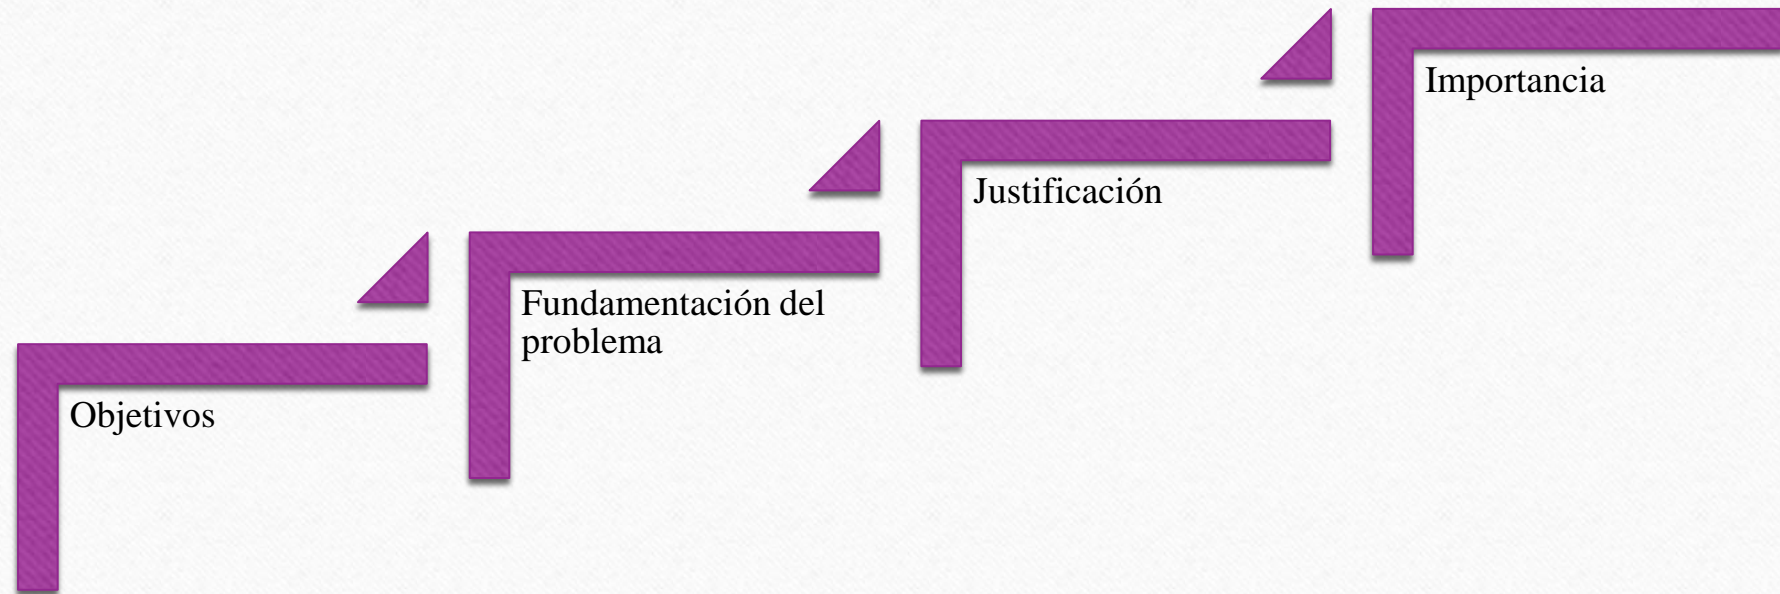 Objetivos
Fundamentación del
problema
Justificación
Importancia